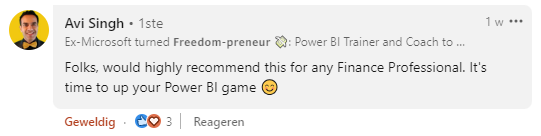 Avi Singh • 1ste
1 w •••
Ex-Microsoft turned Freedom-preneur 💸: Power BI Trainer and Coach to ...
Folks, would highly recommend this for any Finance Professional. It's
time to up your Power BI game 😊
Geweldig · 3 | Reageren